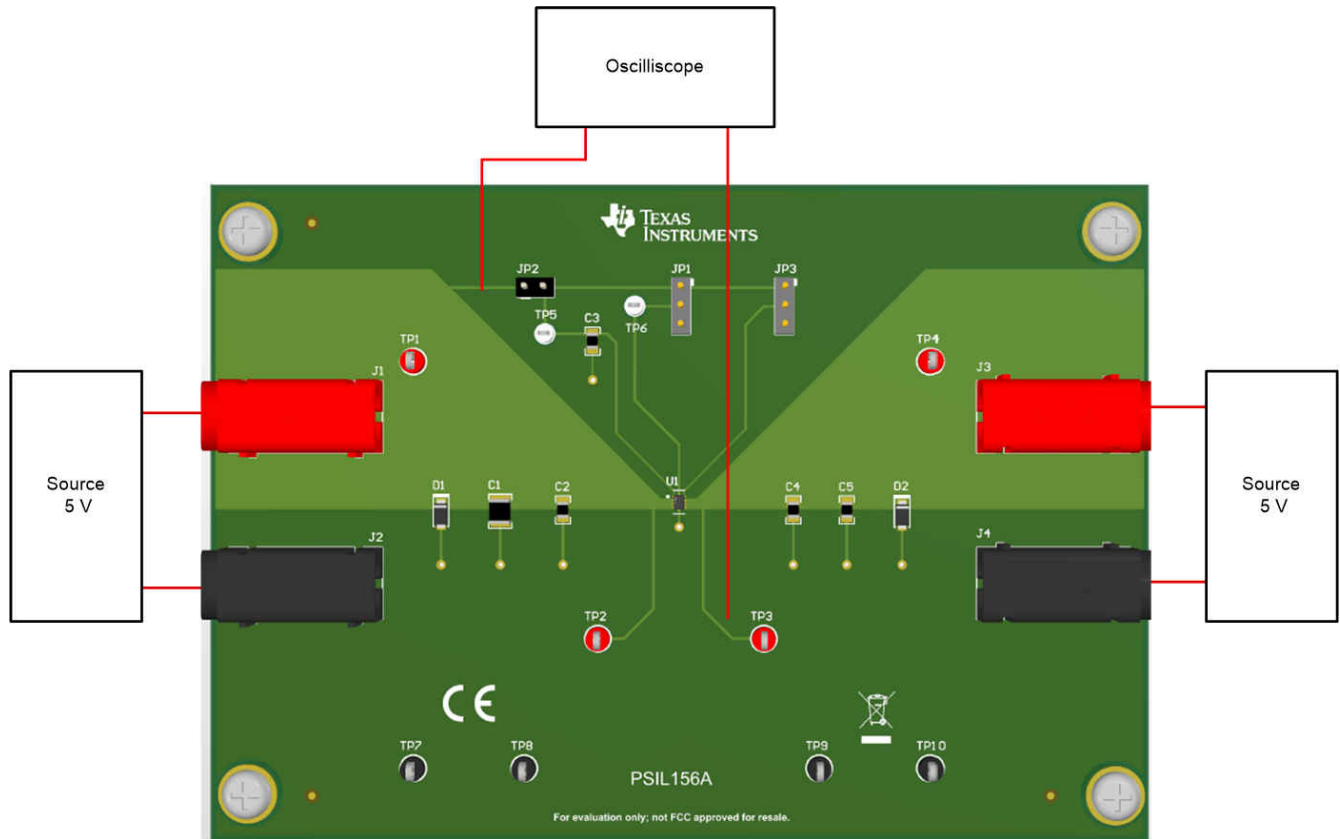 Oscilliscope
TEXAS
INSTRUMENTS
JP2
JP1
JP3
TP5
C3
TP6
TP1
TP4
J1
J3
Source
5 V
Source
5 V
D1
C1
C2
U1
C4
C5
D2
J2
J4
TP2
TP3
CE
TP7
TP8
TP9
TP10
PSIL156A
For evaluation only; not FCC approved for resale.